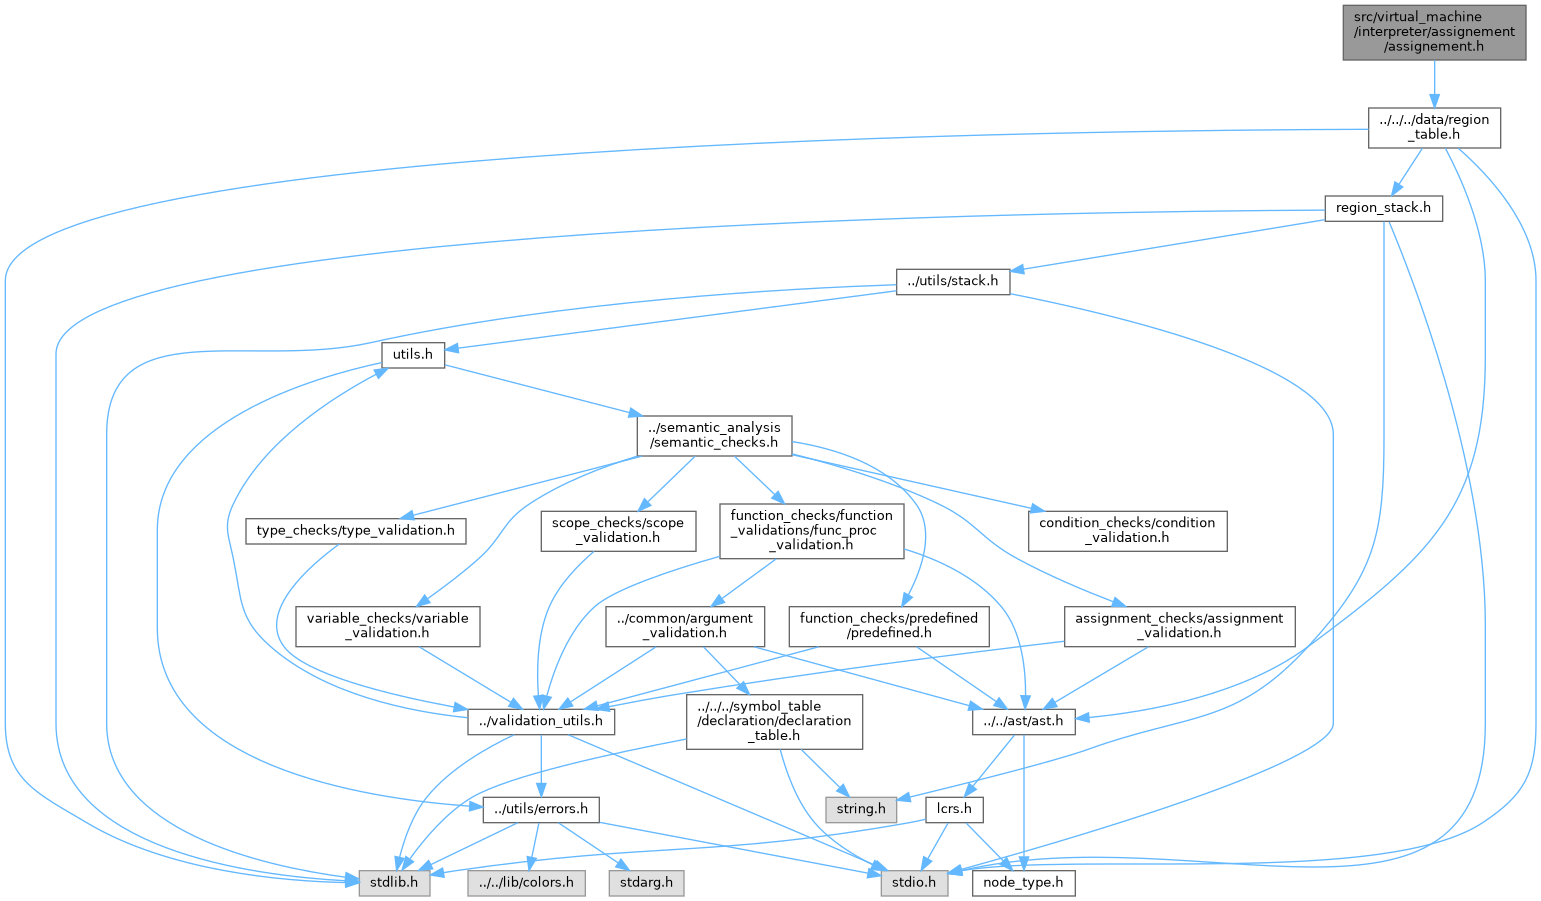 src/virtual_machine
/interpreter/assignement
/assignement.h
../../../data/region
_table.h
region_stack.h
../utils/stack.h
utils.h
../semantic_analysis
/semantic_checks.h
type_checks/type_validation.h
scope_checks/scope
_validation.h
function_checks/function
_validations/func_proc
_validation.h
condition_checks/condition
_validation.h
variable_checks/variable
_validation.h
../common/argument
_validation.h
function_checks/predefined
/predefined.h
assignment_checks/assignment
_validation.h
../validation_utils.h
../../../symbol_table
/declaration/declaration
_table.h
../../ast/ast.h
../utils/errors.h
string.h
lcrs.h
stdlib.h
../../lib/colors.h
stdarg.h
stdio.h
node_type.h